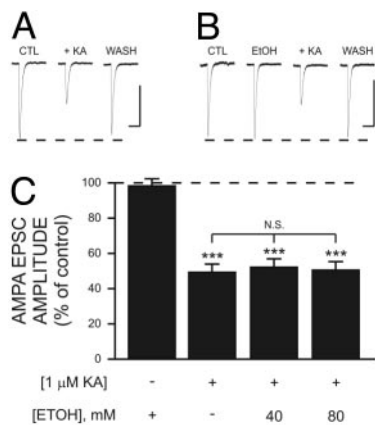 A
B
CTL + KA WASH
CTL EtOH + KA WASH
C
AMPA EPSC
AMPLITUDE
(% of control)
100
80
60
40
20
0
N.S.
*** *** ***
[1 μM KA] - + + +
[ETOH], mM + - 40 80